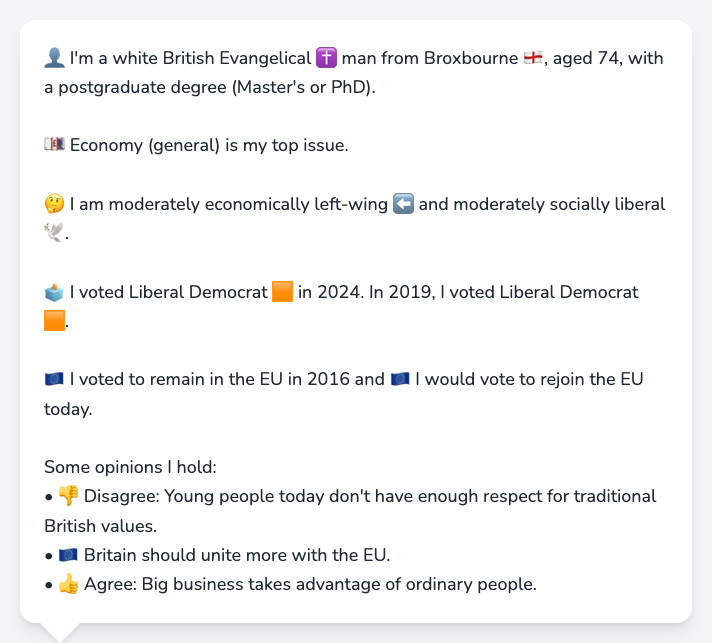 👤 I'm a white British Evangelical ✝️ man from Broxbourne 🏴󠁧󠁢󠁥󠁮󠁧󠁿, aged 74, with
a postgraduate degree (Master's or PhD).
💷 Economy (general) is my top issue.
🤔 I am moderately economically left-wing ⬅️ and moderately socially liberal
🕊️.
🗳️ I voted Liberal Democrat 🟧 in 2024. In 2019, I voted Liberal Democrat
🟧.
🇪🇺 I voted to remain in the EU in 2016 and 🇪🇺 I would vote to rejoin the EU
today.
Some opinions I hold:
• 👎 Disagree: Young people today don't have enough respect for traditional
British values.
• 🇪🇺 Britain should unite more with the EU.
• 👍 Agree: Big business takes advantage of ordinary people.